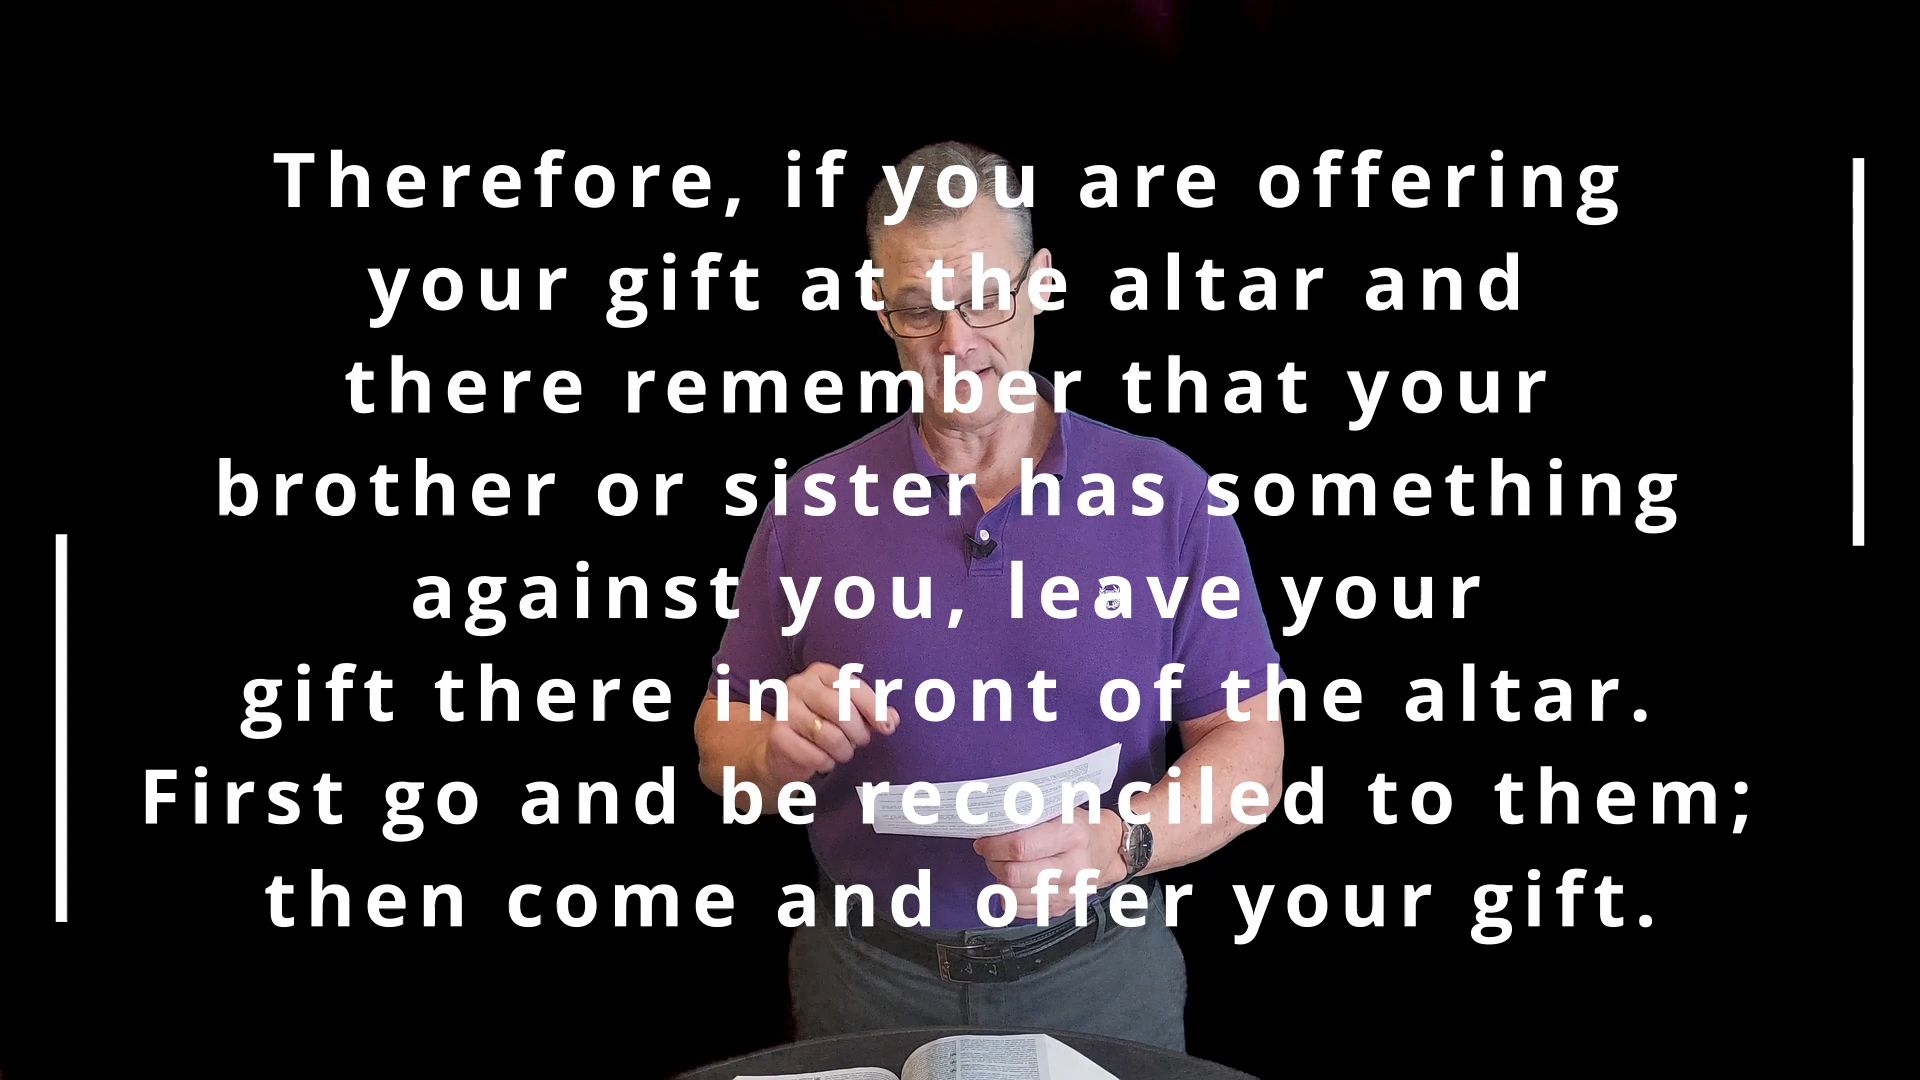 Therefore, if you are offering
your gift at the altar and
there remember that your
brother or sister has something
against you, leave your
gift there in front of the altar.
First go and be reconciled to them;
then come and offer your gift.